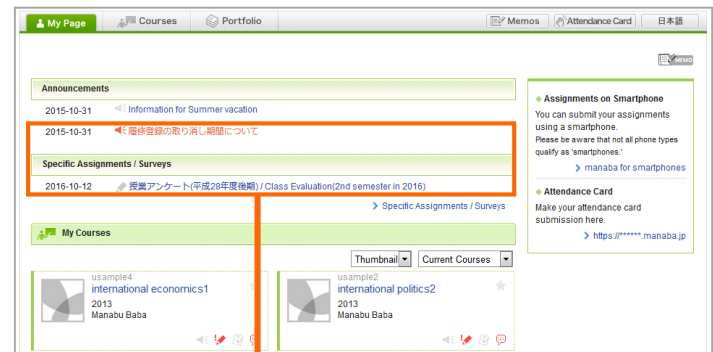 My Page
Courses
Portfolio
Memos
Attendance Card
日本語
MEMO
Announcements
2015-10-31 Information for Summer vacation
2015-10-31 履修登録の取り消し期間について
Specific Assignments / Surveys
2016-10-12 授業アンケート(平成28年度後期) / Class Evaluation(2nd semester in 2016)
Specific Assignments / Surveys
My Courses
Thumbnail
Current Courses
usample4
international economics1
2013
Manabu Baba
usample2
international politics2
2013
Manabu Baba
Assignments on Smartphone
You can submit your assignments
using a smartphone.
Please be aware that not all phone types
qualify as 'smartphones.'
manaba for smartphones
Attendance Card
Make your attendance card
submission here.
https://******.manaba.jp